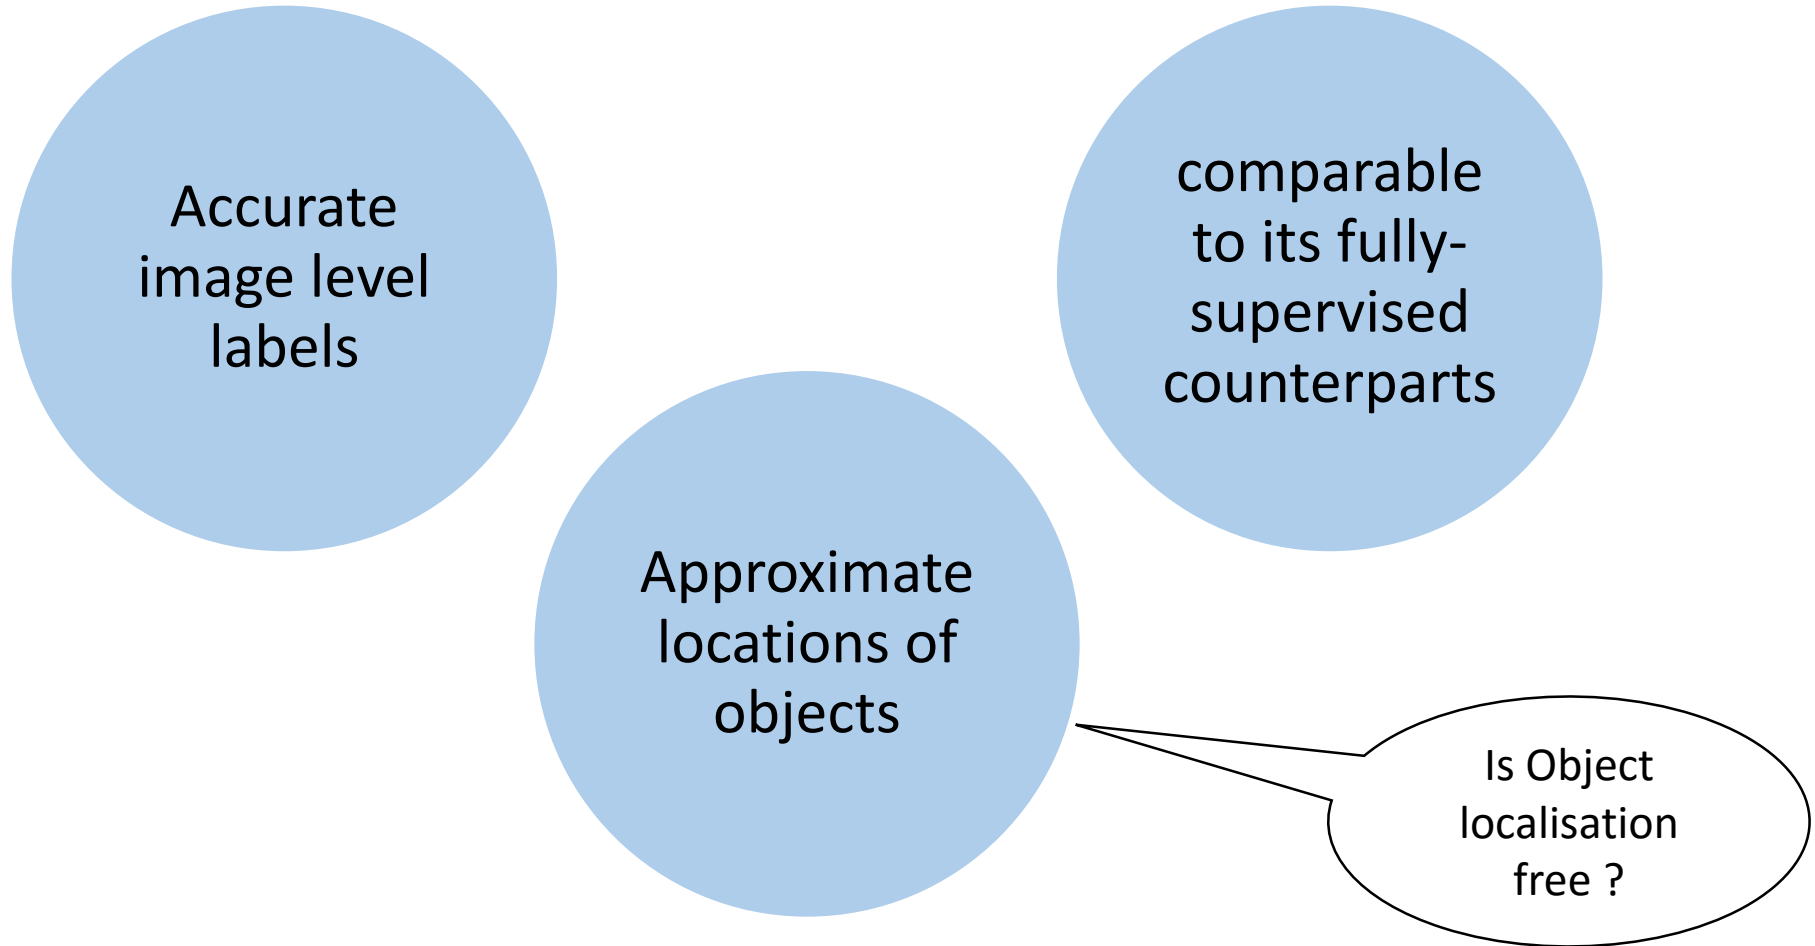 Accurate
image level
labels
Approximate
locations of
objects
comparable
to its fully-
supervised
counterparts
Is Object
localisation
free ?